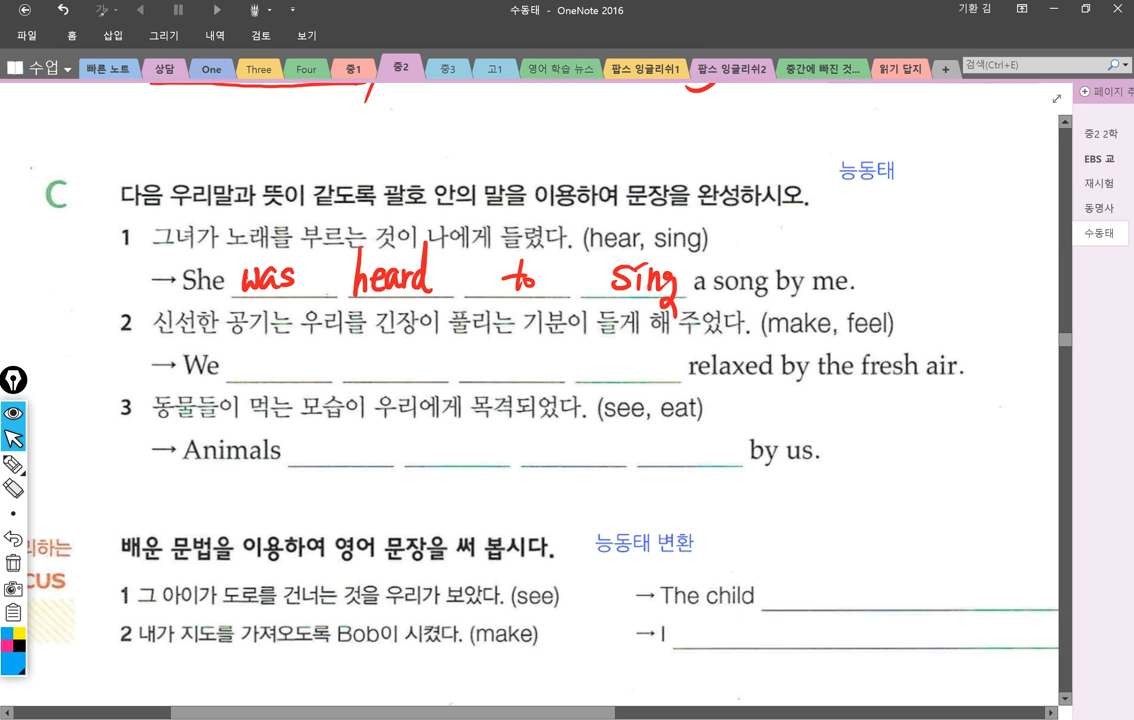 수동태 - OneNote 2016
기환 김
파일 홈 삽입 그리기 내역 검토 보기
수업 빠른 노트 상담 One Three Four 중1 중2 중3 고1 영어 학습 뉴스 팝스 잉글리쉬1 팝스 잉글리쉬2 중간에 빠진 것... 읽기 답지 + 검색(Ctrl+E)
페이지 추
중2 2학
EBS 교
재시험
동명사
수동태
능동태
C 다음 우리말과 뜻이 같도록 괄호 안의 말을 이용하여 문장을 완성하시오.
1 그녀가 노래를 부르는 것이 나에게 들렸다. (hear, sing)
→ She was heard to sing a song by me.
2 신선한 공기는 우리를 긴장이 풀리는 기분이 들게 해 주었다. (make, feel)
→ We relaxed by the fresh air.
3 동물들이 먹는 모습이 우리에게 목격되었다. (see, eat)
→ Animals by us.
리하는
CUS
배운 문법을 이용하여 영어 문장을 써 봅시다. 능동태 변환
1 그 아이가 도로를 건너는 것을 우리가 보았다. (see) → The child
2 내가 지도를 가져오도록 Bob이 시켰다. (make) → I